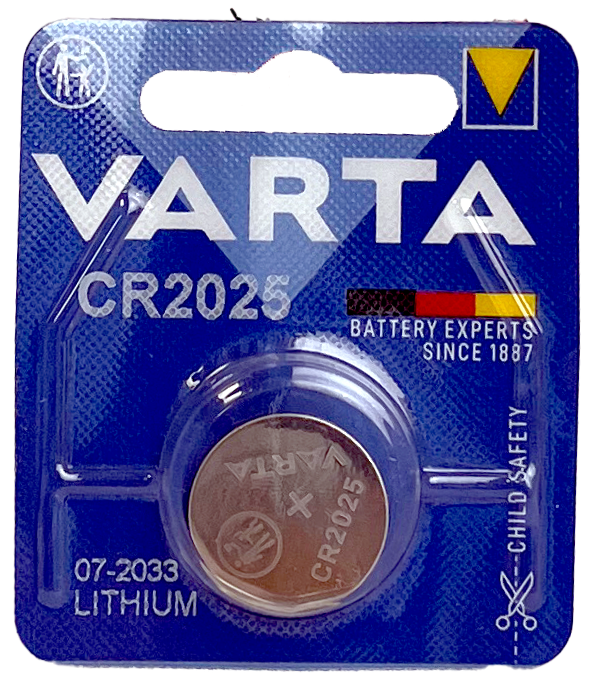 VARTA
CR2025
BATTERY EXPERTS
SINCE 1887
CHILD SAFETY
VARTA
+
CR2025
07-2033
LITHIUM